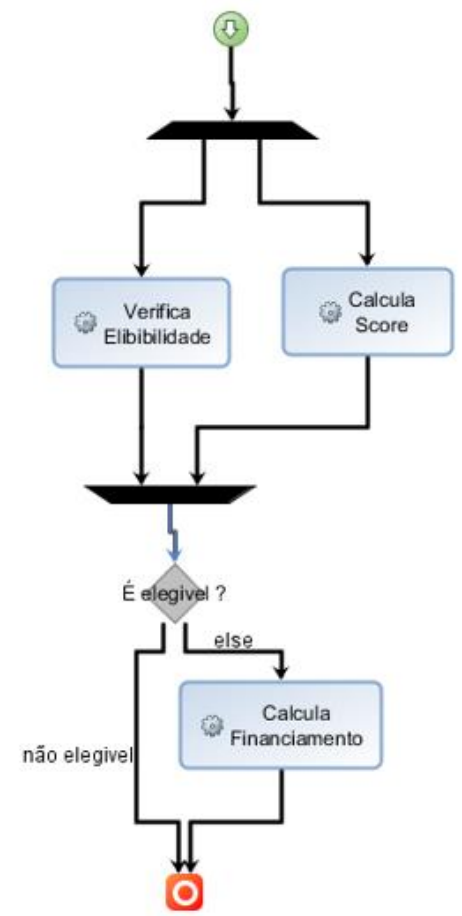 Verifica
Elibibilidade
Calcula
Score
É elegivel ?
else
Calcula
Financiamento
não elegivel